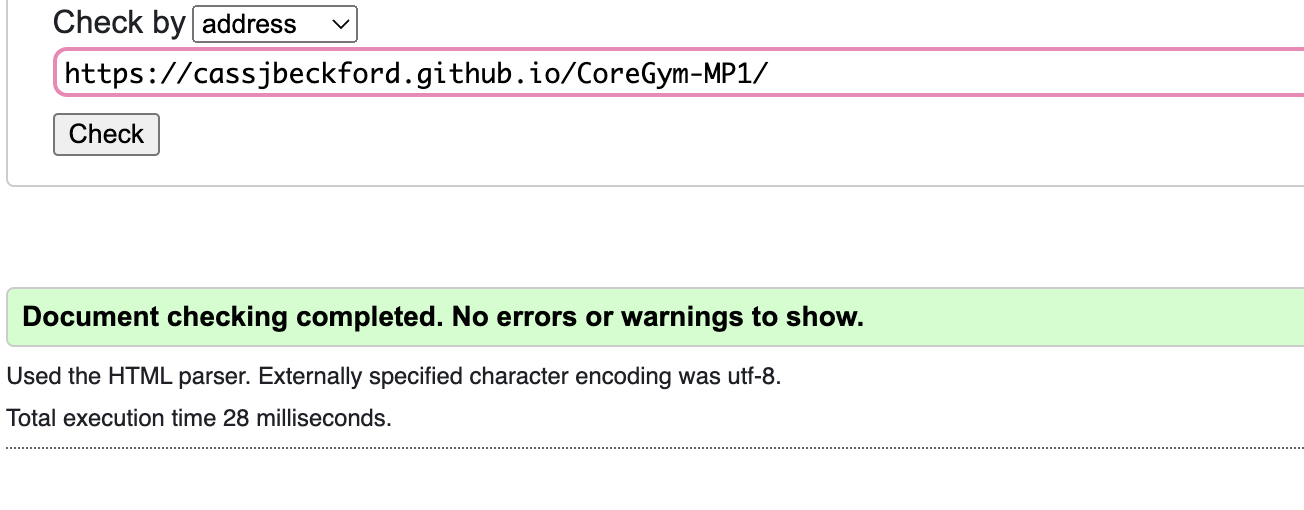 Check by address
https://cassjbeckford.github.io/CoreGym-MP1/
Check
Document checking completed. No errors or warnings to show.
Used the HTML parser. Externally specified character encoding was utf-8.
Total execution time 28 milliseconds.